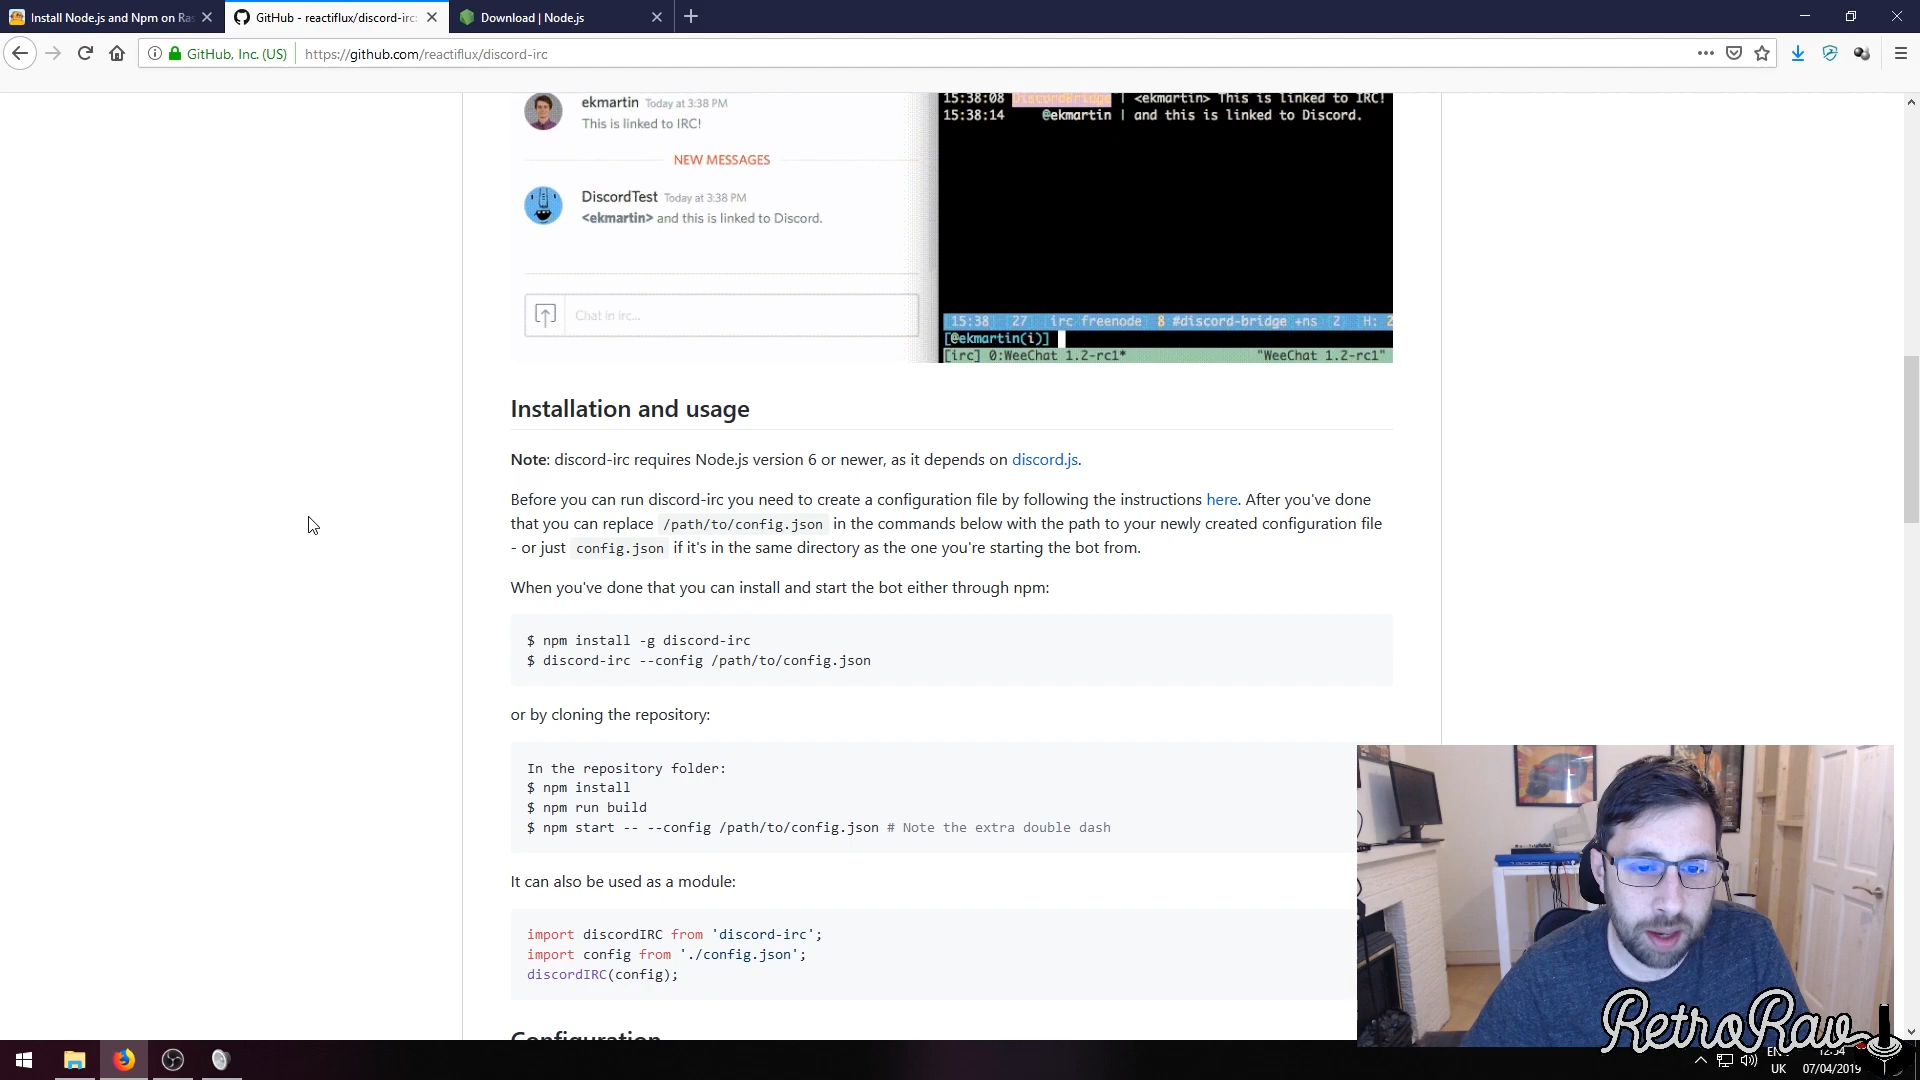 Install Node.js and Npm on Ras
GitHub - reactiflux/discord-irc:
Download | Node.js
GitHub, Inc. (US)
https://github.com/reactiflux/discord-irc
ekmartin Today at 3:38 PM
This is linked to IRC!
NEW MESSAGES
DiscordTest Today at 3:38 PM
<ekmartin> and this is linked to Discord.
Chat in irc...
15:38:08 DiscordBridge | <ekmartin> This is linked to IRC!
15:38:14 @ekmartin | and this is linked to Discord.
15:38 27 irc freenode 8 #discord-bridge +ns 2 H: 2
[@ekmartin(i)]
[irc] 0:WeeChat 1.2-rc1* "WeeChat 1.2-rc1"
Installation and usage
Note: discord-irc requires Node.js version 6 or newer, as it depends on discord.js.
Before you can run discord-irc you need to create a configuration file by following the instructions here. After you've done
that you can replace /path/to/config.json in the commands below with the path to your newly created configuration file
- or just config.json if it's in the same directory as the one you're starting the bot from.
When you've done that you can install and start the bot either through npm:
$ npm install -g discord-irc
$ discord-irc --config /path/to/config.json
or by cloning the repository:
In the repository folder:
$ npm install
$ npm run build
$ npm start -- --config /path/to/config.json # Note the extra double dash
It can also be used as a module:
import discordIRC from 'discord-irc';
import config from './config.json';
discordIRC(config);
Configuration
RetroRav
UK
07/04/2019